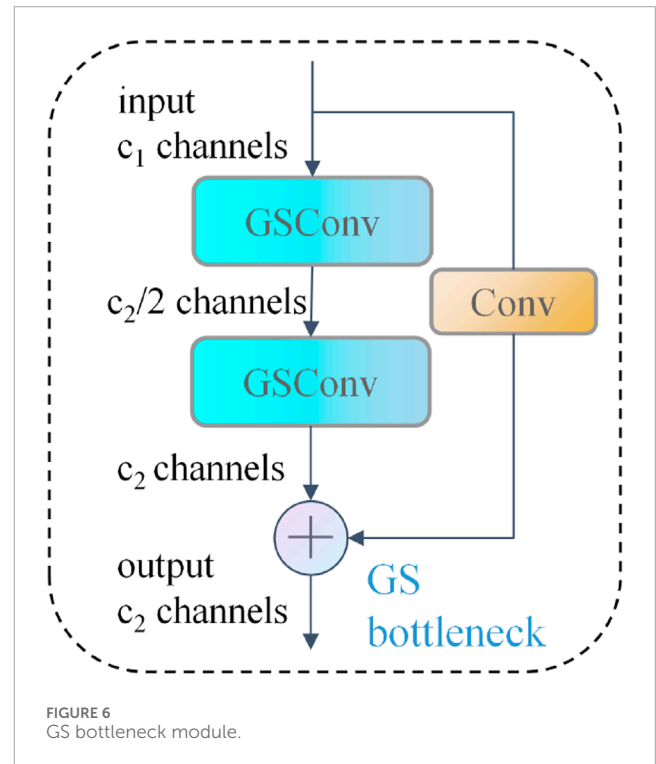 input
c₁ channels
GSConv
c₂/2 channels
Conv
GSConv
c₂ channels
+
output
c₂ channels
GS
bottleneck
FIGURE 6
GS bottleneck module.